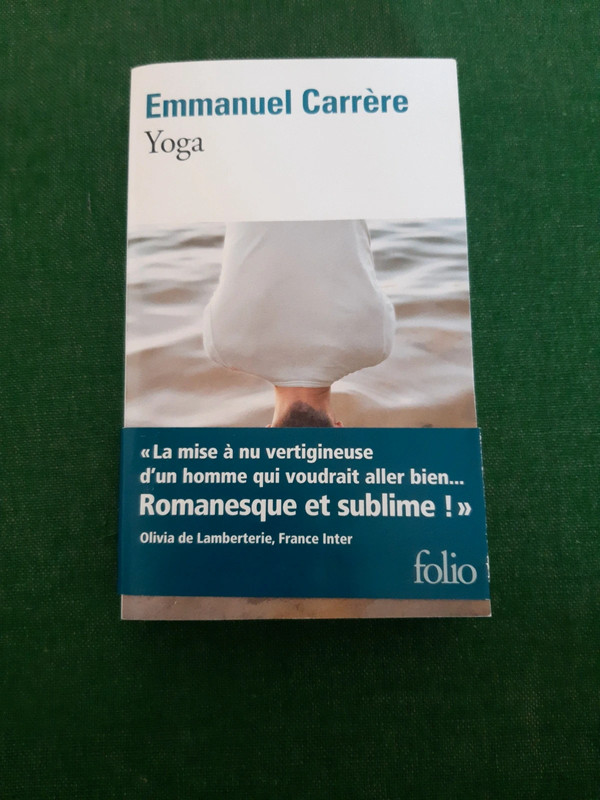 Emmanuel Carrère
Yoga
« La mise à nu vertigineuse
d’un homme qui voudrait aller bien...
Romanesque et sublime ! »
Olivia de Lamberterie, France Inter
folio